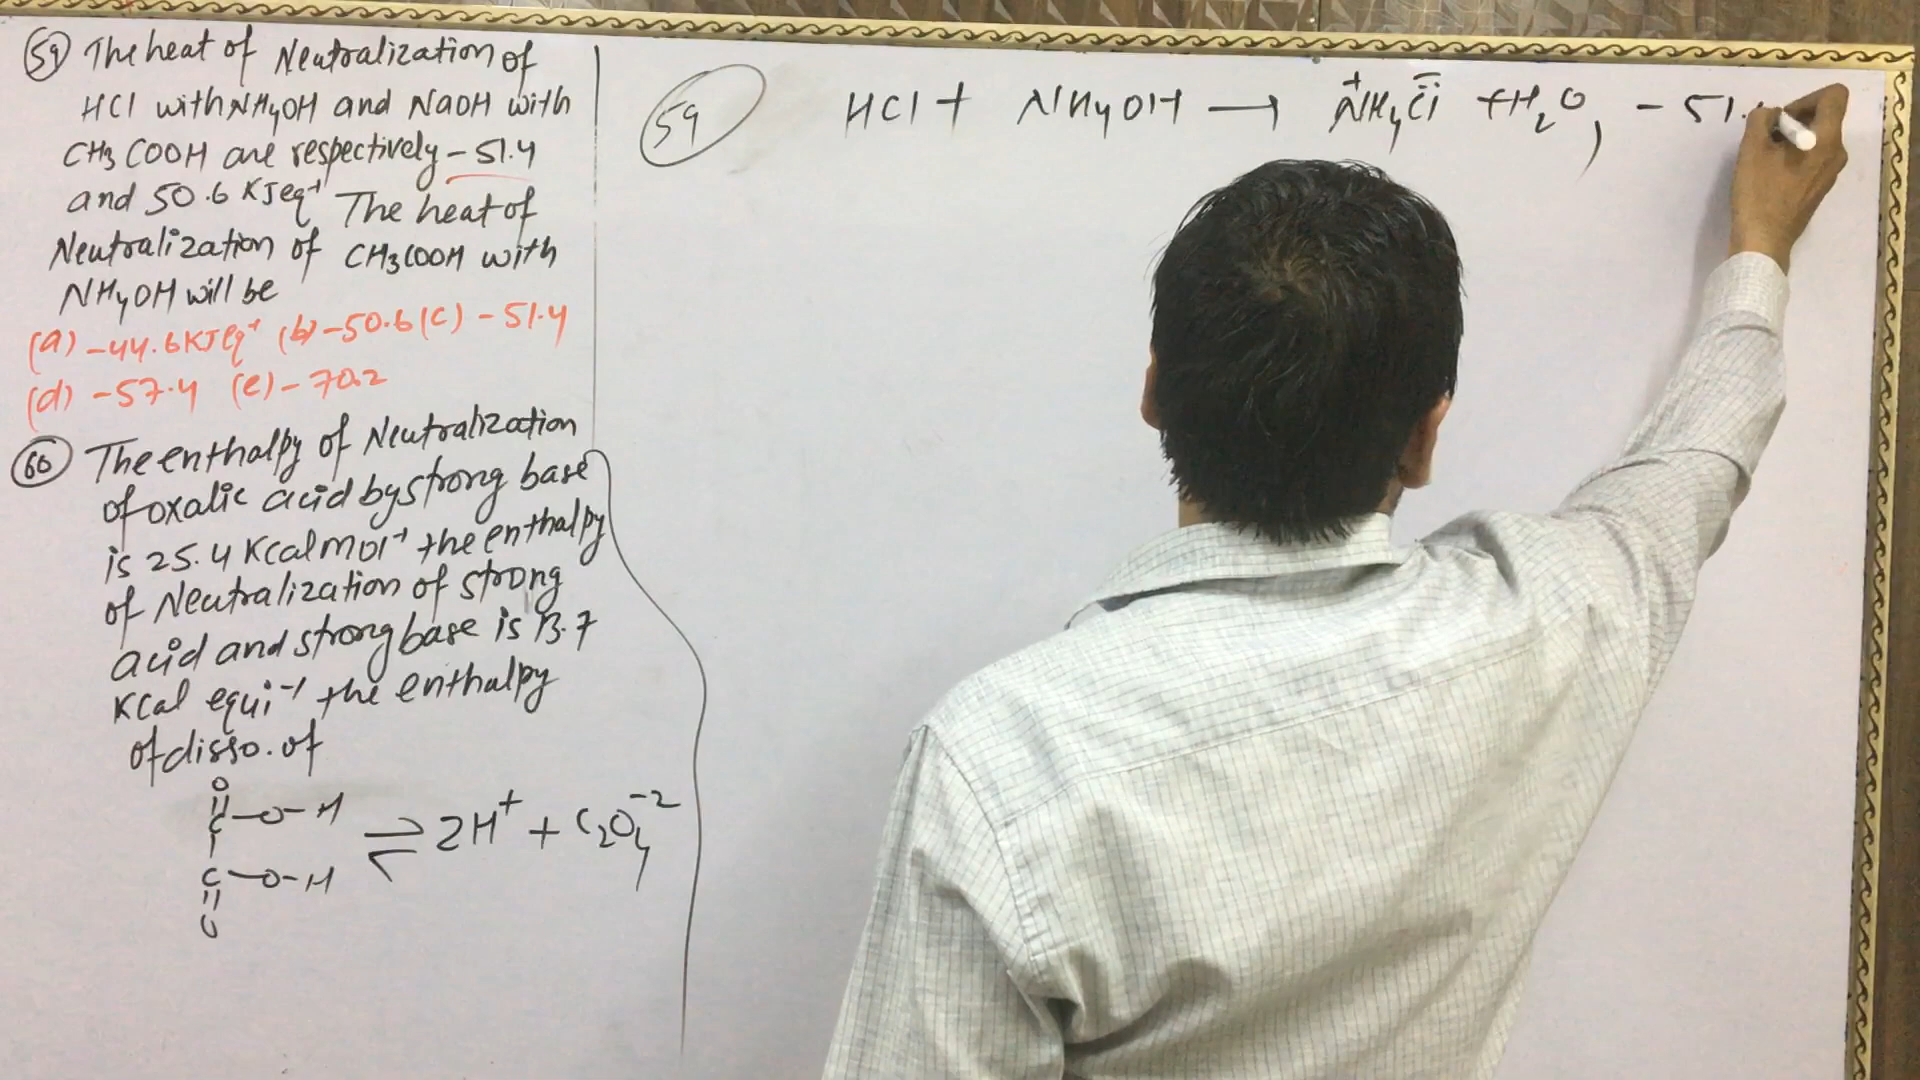 59 The heat of Neutralization of
HCl with NH4OH and NaOH with
CH3COOH are respectively -51.4
and 50.6 KJeq-1 The heat of
Neutralization of CH3COOH with
NH4OH will be
(a) -44.6 KJeq-1 (b) -50.6 (c) -51.4
(d) -57.4 (e) -70.2
60 The enthalpy of Neutralization
of oxalic acid by strong base
is 25.4 Kcal mol-1 the enthalpy
of Neutralization of strong
acid and strong base is 13.7
KCal equi-1 the enthalpy
of disso. of
O
C-O-H
C-O-H
O
⇌ 2H+ + C2O4-2
59 HCl + NH4OH → +NH4Cl- + H2O, -51.